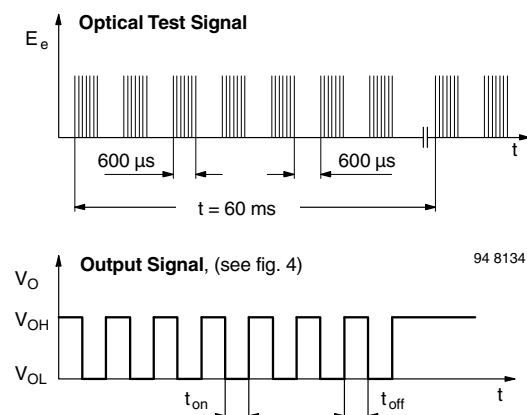 Optical Test Signal
E e
t
600 µs
600 µs
t = 60 ms
Output Signal, (see fig. 4)
94 8134
V O
V OH
V OL
t
t on
t off